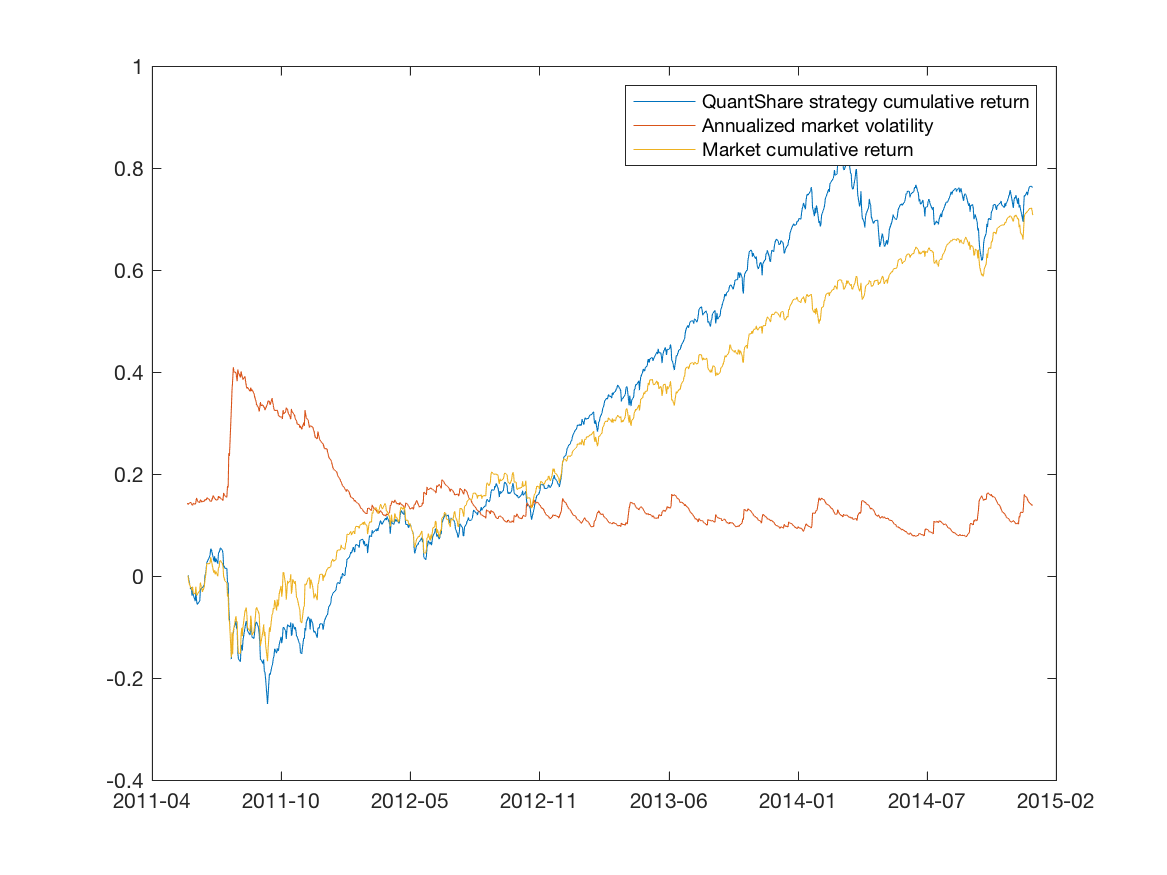 1
0.8
0.6
0.4
0.2
0
-0.2
-0.4
QuantShare strategy cumulative return
Annualized market volatility
Market cumulative return
2011-04 2011-10 2012-05 2012-11 2013-06 2014-01 2014-07 2015-02